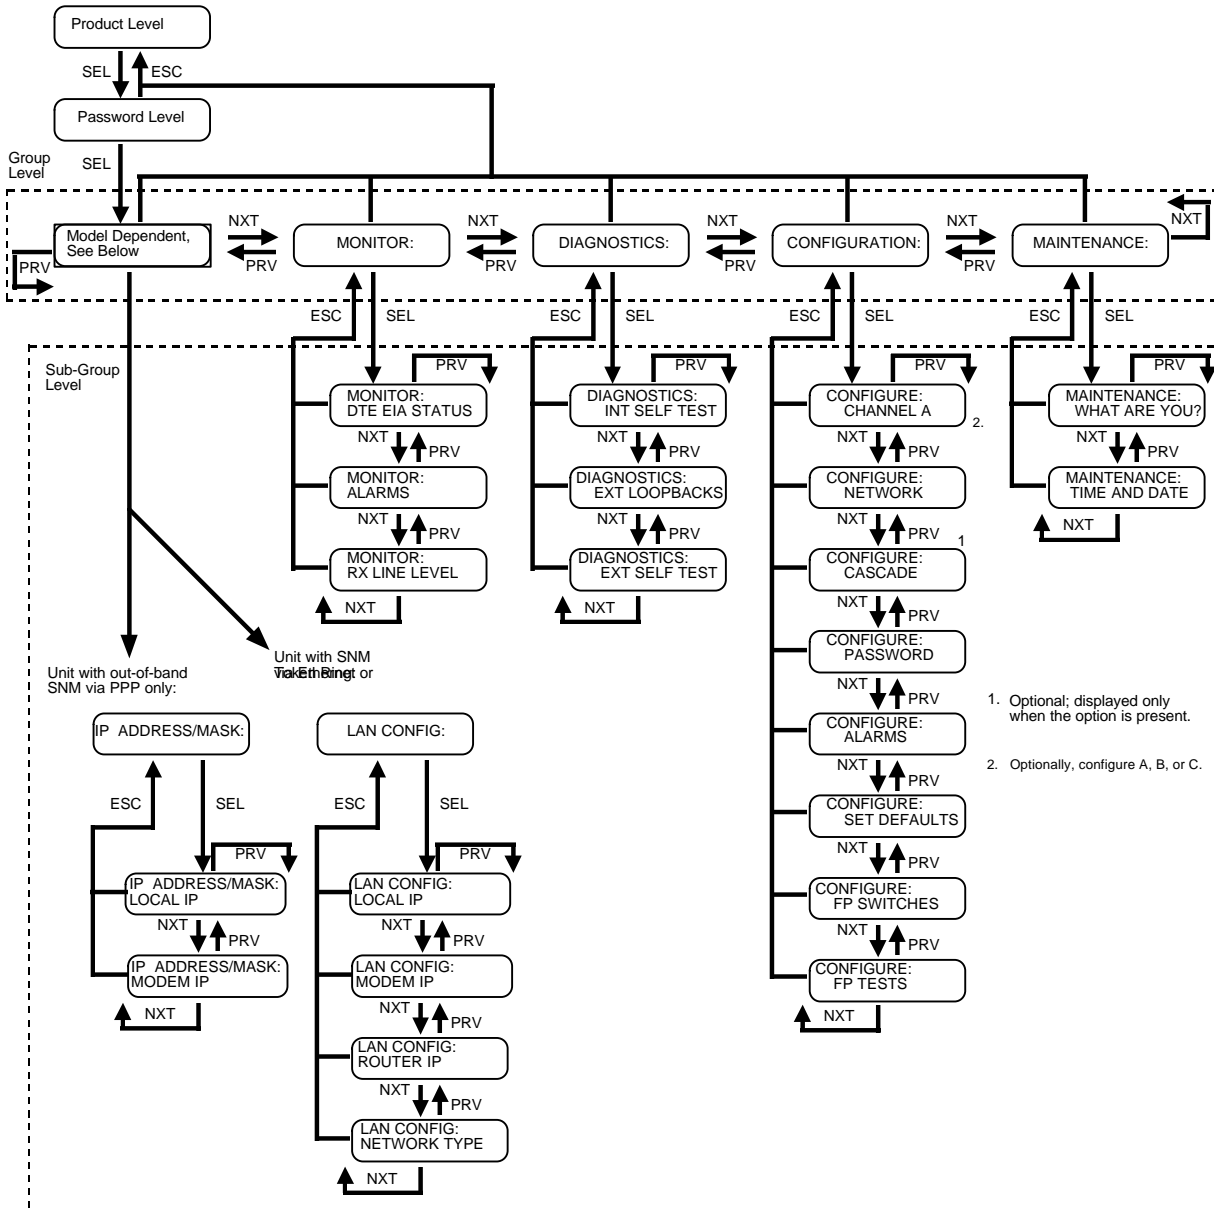 Product Level
SEL
ESC
Password Level
Group
Level
SEL
Model Dependent,
See Below
PRV
NXT
PRV
MONITOR:
NXT
PRV
DIAGNOSTICS:
NXT
PRV
CONFIGURATION:
NXT
PRV
MAINTENANCE:
NXT
ESC
SEL
ESC
SEL
ESC
SEL
ESC
SEL
Sub-Group
Level
PRV
MONITOR:
DTE EIA STATUS
NXT
PRV
MONITOR:
ALARMS
NXT
PRV
MONITOR:
RX LINE LEVEL
NXT
PRV
DIAGNOSTICS:
INT SELF TEST
NXT
PRV
DIAGNOSTICS:
EXT LOOPBACKS
NXT
PRV
DIAGNOSTICS:
EXT SELF TEST
NXT
PRV
CONFIGURE:
CHANNEL A
2.
NXT
PRV
CONFIGURE:
NETWORK
NXT
PRV
1
CONFIGURE:
CASCADE
NXT
PRV
CONFIGURE:
PASSWORD
NXT
PRV
CONFIGURE:
ALARMS
NXT
PRV
CONFIGURE:
SET DEFAULTS
NXT
PRV
CONFIGURE:
FP SWITCHES
NXT
PRV
CONFIGURE:
FP TESTS
NXT
PRV
MAINTENANCE:
WHAT ARE YOU?
NXT
PRV
MAINTENANCE:
TIME AND DATE
NXT
1. Optional; displayed only
when the option is present.
2. Optionally, configure A, B, or C.
Unit with out-of-band
SNM via PPP only:
IP ADDRESS/MASK:
ESC
SEL
PRV
IP ADDRESS/MASK:
LOCAL IP
NXT
PRV
IP ADDRESS/MASK:
MODEM IP
NXT
Unit with SNM
or
LAN CONFIG:
ESC
SEL
PRV
LAN CONFIG:
LOCAL IP
NXT
PRV
LAN CONFIG:
MODEM IP
NXT
PRV
LAN CONFIG:
ROUTER IP
NXT
PRV
LAN CONFIG:
NETWORK TYPE
NXT